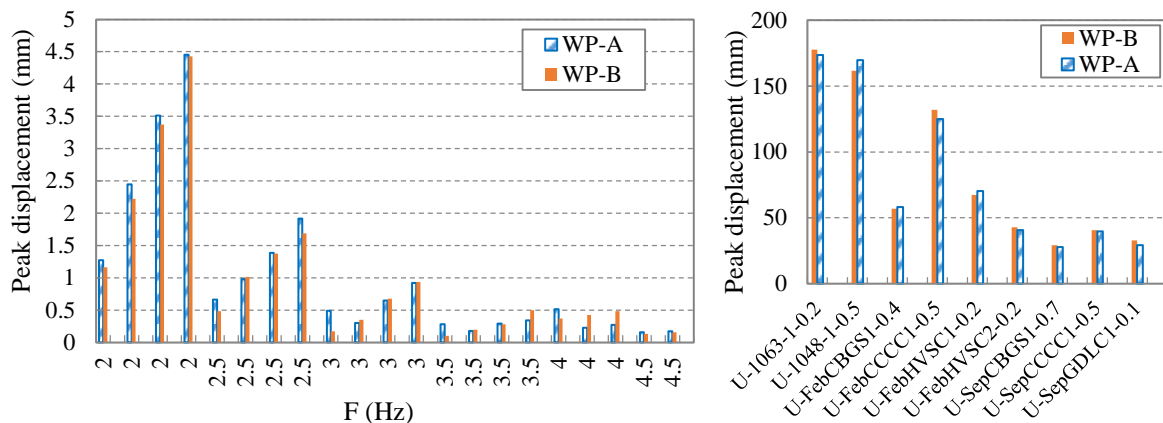 Peak displacement (mm)
5
4.5
4
3.5
3
2.5
2
1.5
1
0.5
0
WP-A
WP-B
2 2 2 2 2.5 2.5 2.5 2.5 3 3 3 3 3.5 3.5 3.5 3.5 4 4 4 4.5 4.5
F (Hz)
Peak displacement (mm)
200
150
100
50
0
WP-B
WP-A
U-1063-1-0.2
U-1048-1-0.5
U-FebCBGS1-0.4
U-FebCCCC1-0.5
U-FebHVSC1-0.2
U-FebHVSC2-0.2
U-SepCBGS1-0.7
U-SepCCCC1-0.5
U-SepGDLC1-0.1